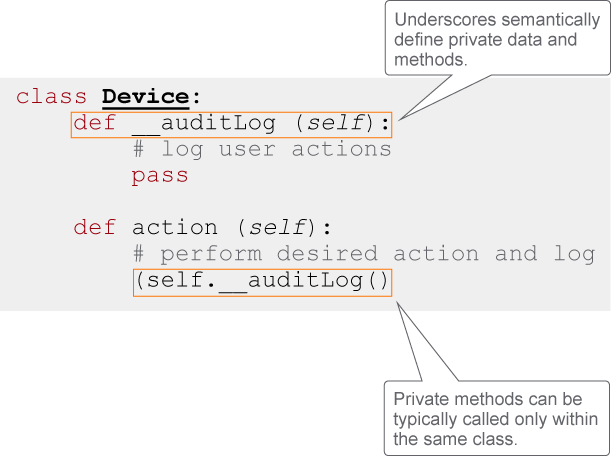 Underscores semantically
define private data and
methods.
class Device:
def __auditLog (self):
# log user actions
pass
def action (self):
# perform desired action and log
(self.__auditLog()
Private methods can be
typically called only within
the same class.